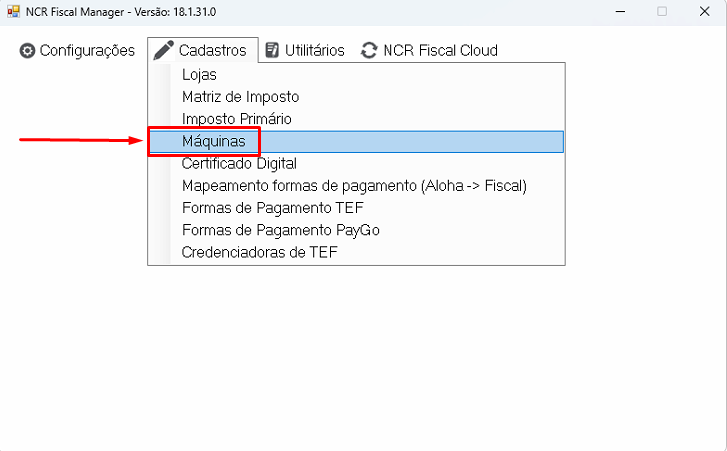 NCR Fiscal Manager - Versão: 18.1.31.0
Configurações Cadastros Utilitários NCR Fiscal Cloud
Lojas
Matriz de Imposto
Imposto Primário
Máquinas
Certificado Digital
Mapeamento formas de pagamento (Aloha -> Fiscal)
Formas de Pagamento TEF
Formas de Pagamento PayGo
Credenciadoras de TEF